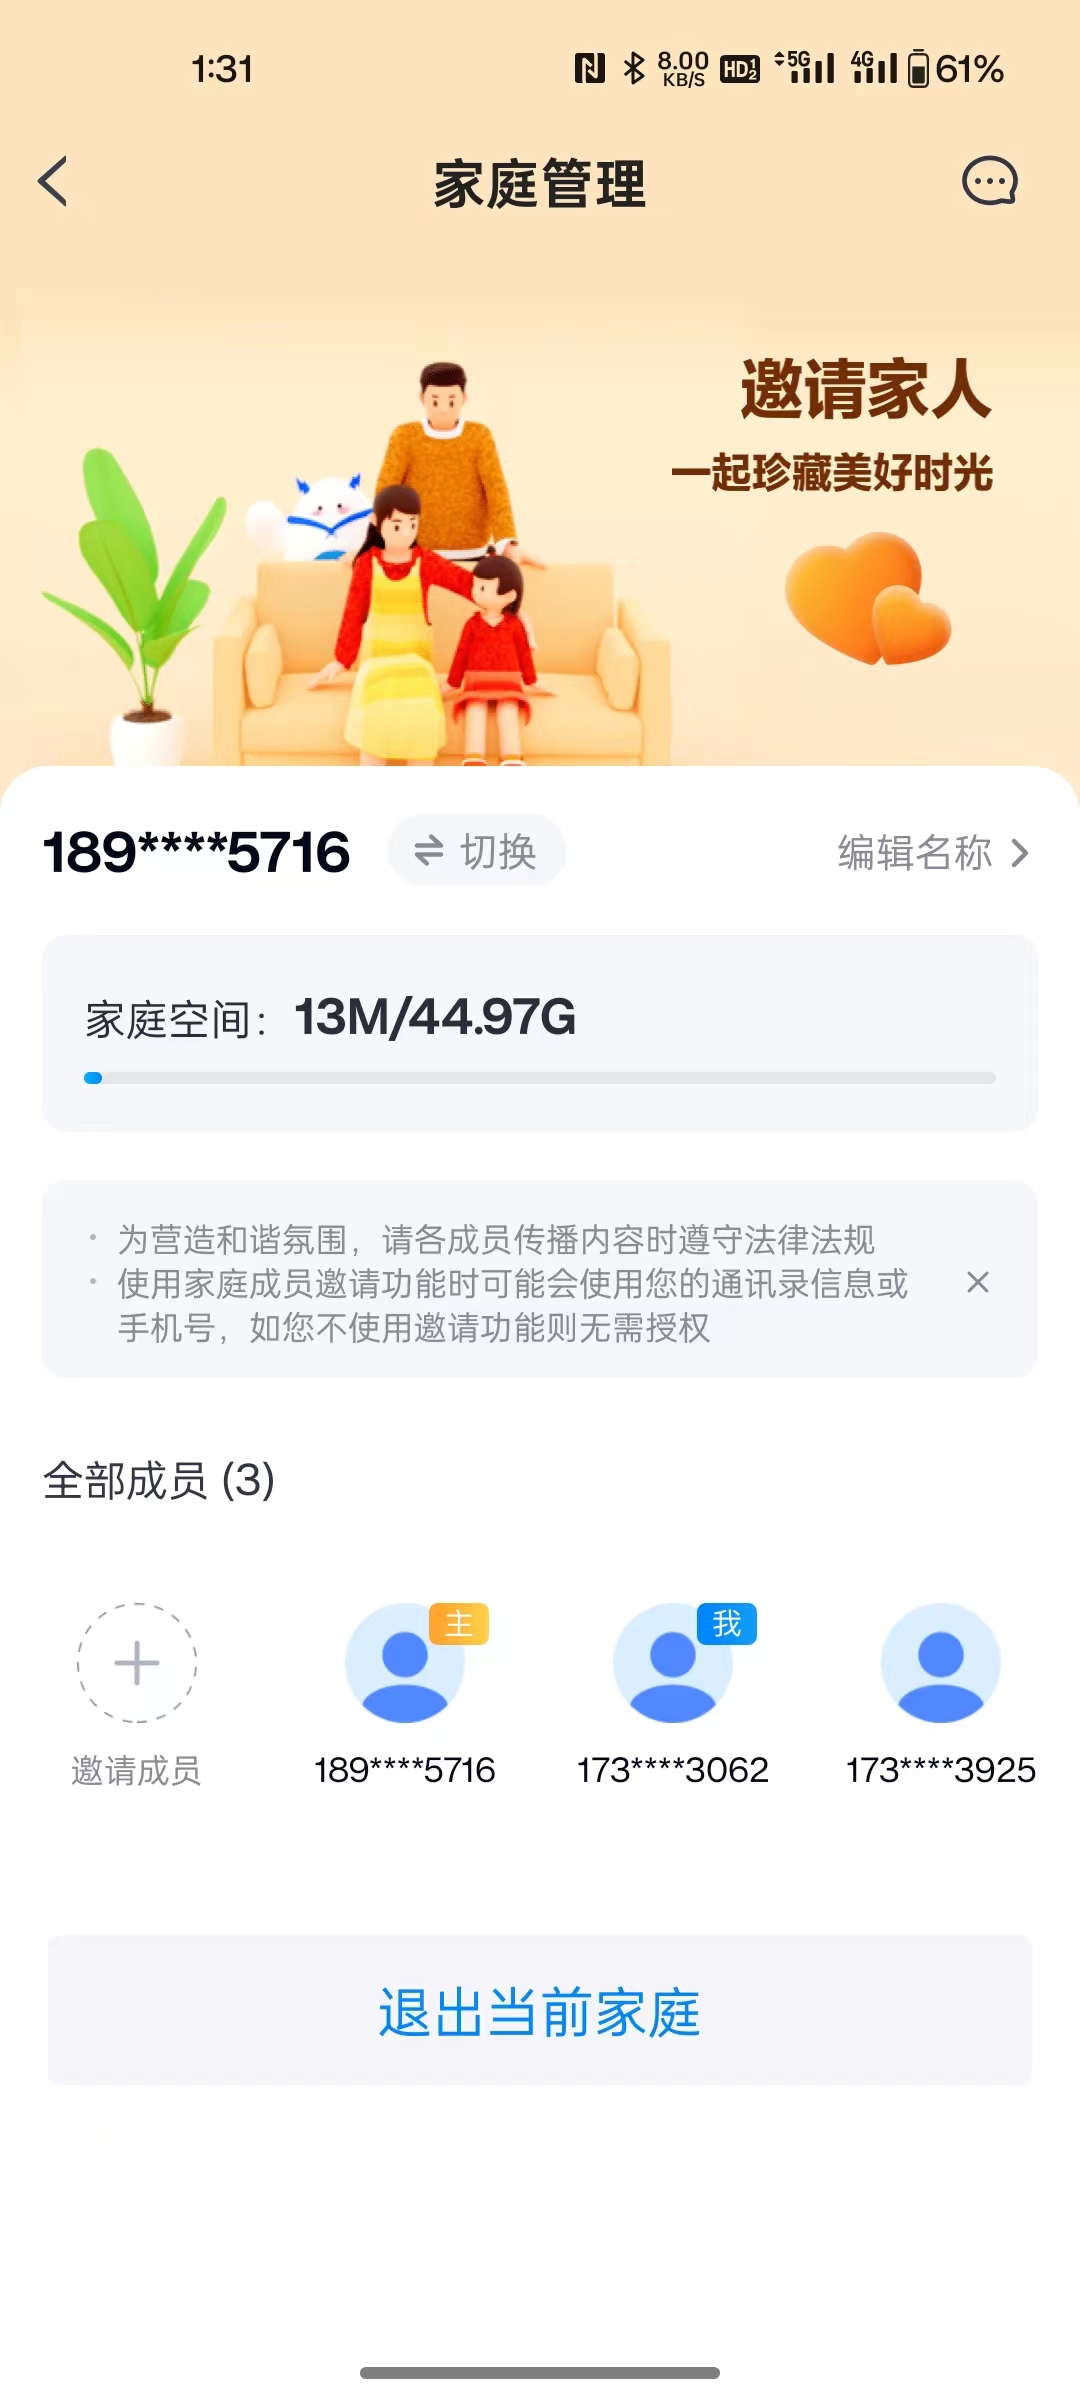 1:31
8.00
KB/S
HD
1
2
5G
4G
61%
家庭管理
邀请家人
一起珍藏美好时光
189****5716
切换
编辑名称
家庭空间：13M/44.97G
· 为营造和谐氛围，请各成员传播内容时遵守法律法规
· 使用家庭成员邀请功能时可能会使用您的通讯录信息或
手机号，如您不使用邀请功能则无需授权
全部成员 (3)
主
我
邀请成员
189****5716
173****3062
173****3925
退出当前家庭